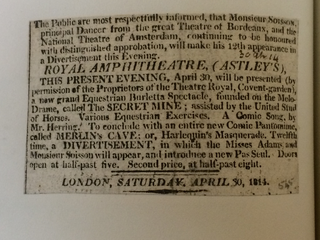 The Public are most respectfully informed, that Monsieur Soisson,
principal Dancer from the great Theatre of Bordeaux, and the
National Theatre of Amsterdam, continuing to be honoured
with distinguished approbation, will make his 12th appearance in
a Divertisment this Evening.
ROYAL AMPHITHEATRE, (ASTLEY'S),
THIS PRESENT EVENING, April 30, will be presented (by
permission of the Proprietors of the Theatre Royal, Covent-garden),
a new grand Equestrian Burletta Spectacle, founded on the Melo-
Drame, called The SECRET MINE; assisted by the United Stud
of Horses. Various Equestrian Exercises. A Comic Song, by
Mr. Herring. To conclude with an entire new Comic Pantomime,
called MERLIN's CAVE: or, Harlequin's Masquerade. Twelfth
time, a DIVERTISEMENT, in which the Misses Adams and
Monsieur Soisson will appear, and introduce a new Pas Seul. Doors
open at half-past five. Second price, at half-past eight.
LONDON, SATURDAY, APRIL 30, 1814.